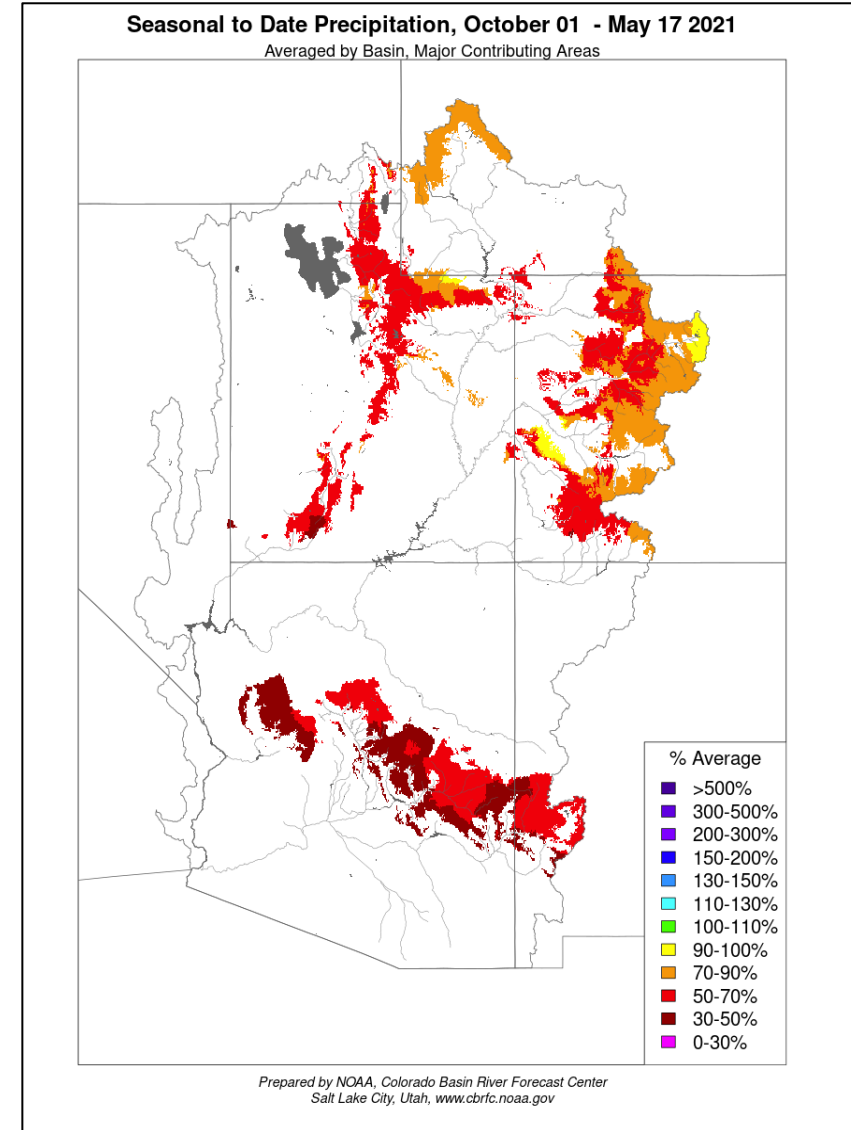 Seasonal to Date Precipitation, October 01 - May 17 2021
Averaged by Basin, Major Contributing Areas
% Average
>500%
300-500%
200-300%
150-200%
130-150%
110-130%
100-110%
90-100%
70-90%
50-70%
30-50%
0-30%
Prepared by NOAA, Colorado Basin River Forecast Center
Salt Lake City, Utah, www.cbrfc.noaa.gov